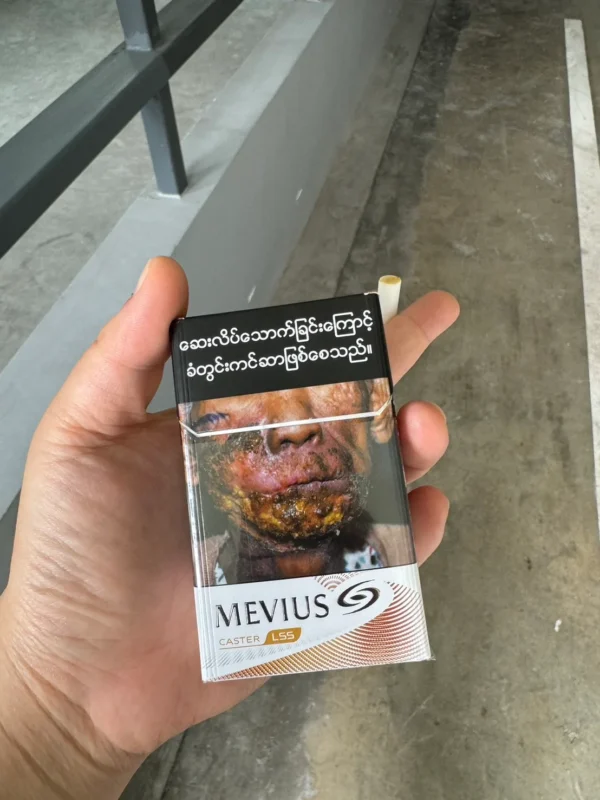 ဆေးလိပ်သောက်ခြင်းကြောင့်
ခံတွင်းကင်ဆာဖြစ်စေသည်။
MEVIUS
CASTER LSS